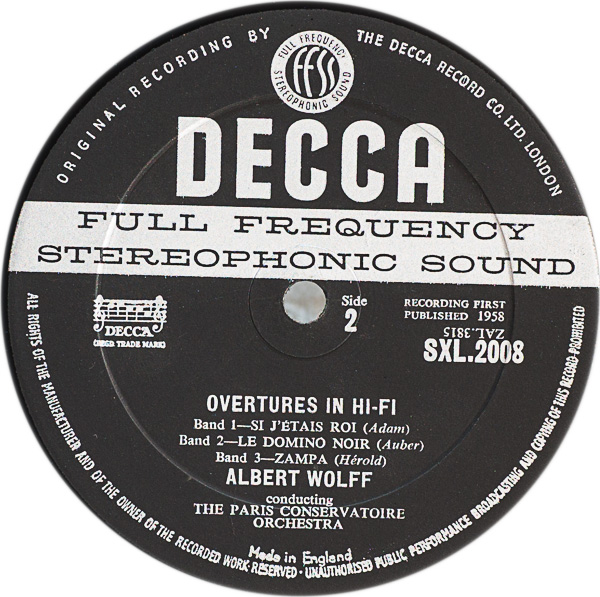 ORIGINAL RECORDING BY
THE DECCA RECORD CO. LTD. LONDON
FULL FREQUENCY
ffss
STEREOPHONIC SOUND
DECCA
FULL FREQUENCY
STEREOPHONIC SOUND
DECCA
(REGD. TRADE MARK)
Side
2
RECORDING FIRST
PUBLISHED 1958
ZAL.3815
SXL.2008
OVERTURES IN HI-FI
Band 1—SI J'ÉTAIS ROI (Adam)
Band 2—LE DOMINO NOIR (Auber)
Band 3—ZAMPA (Hérold)
ALBERT WOLFF
conducting
THE PARIS CONSERVATOIRE
ORCHESTRA
Made in England
ALL RIGHTS OF THE MANUFACTURER AND OF THE OWNER OF THE RECORDED WORK RESERVED · UNAUTHORISED PUBLIC PERFORMANCE BROADCASTING AND COPYING OF THIS RECORD PROHIBITED